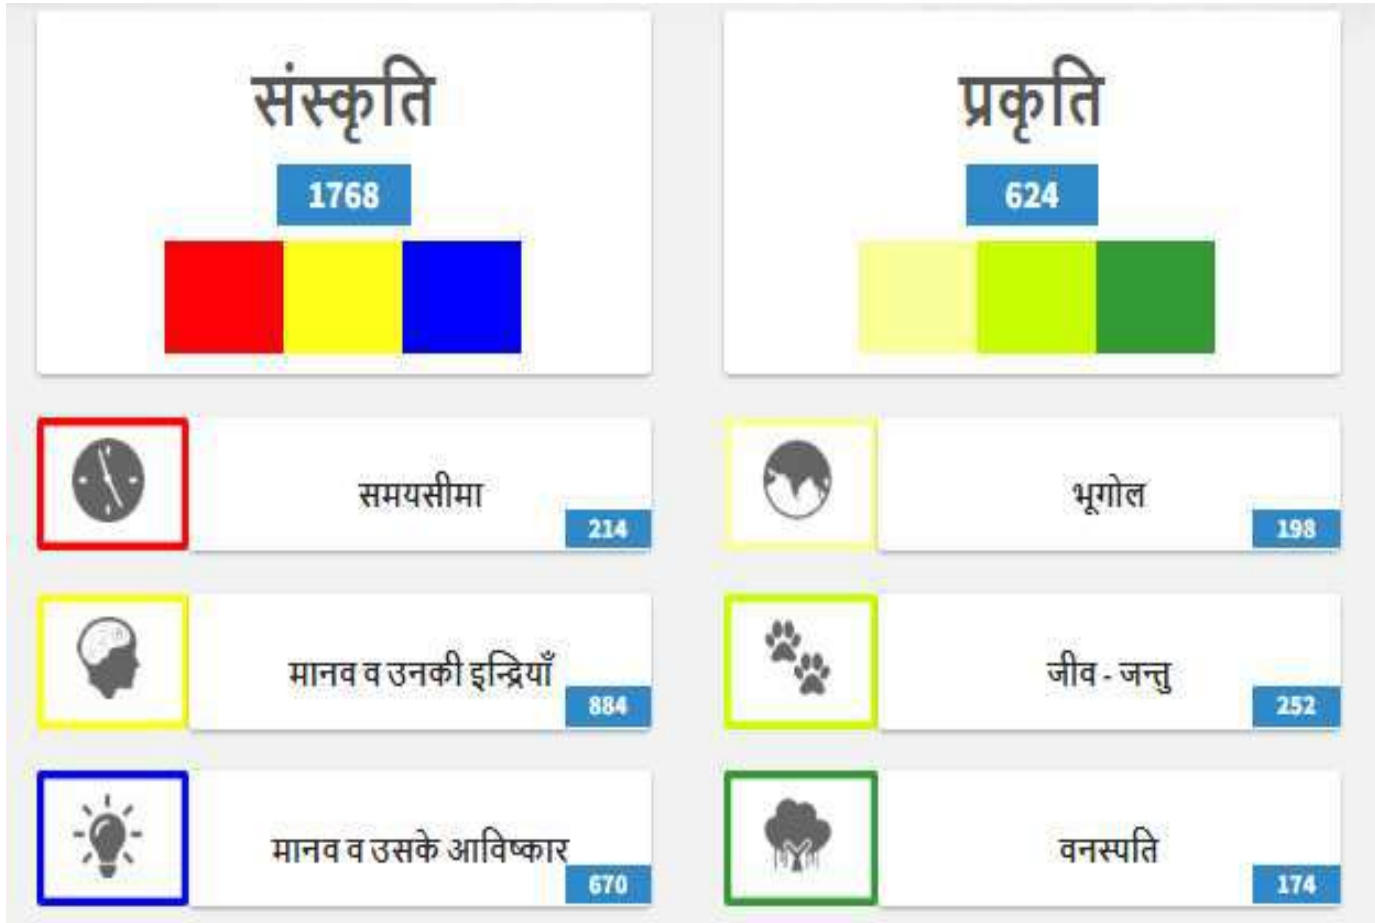 संस्कृति
1768
समयसीमा
214
मानव व उनकी इन्द्रियाँ
884
मानव व उसके आविष्कार
670
प्रकृति
624
भूगोल
198
जीव - जन्तु
252
वनस्पति
174